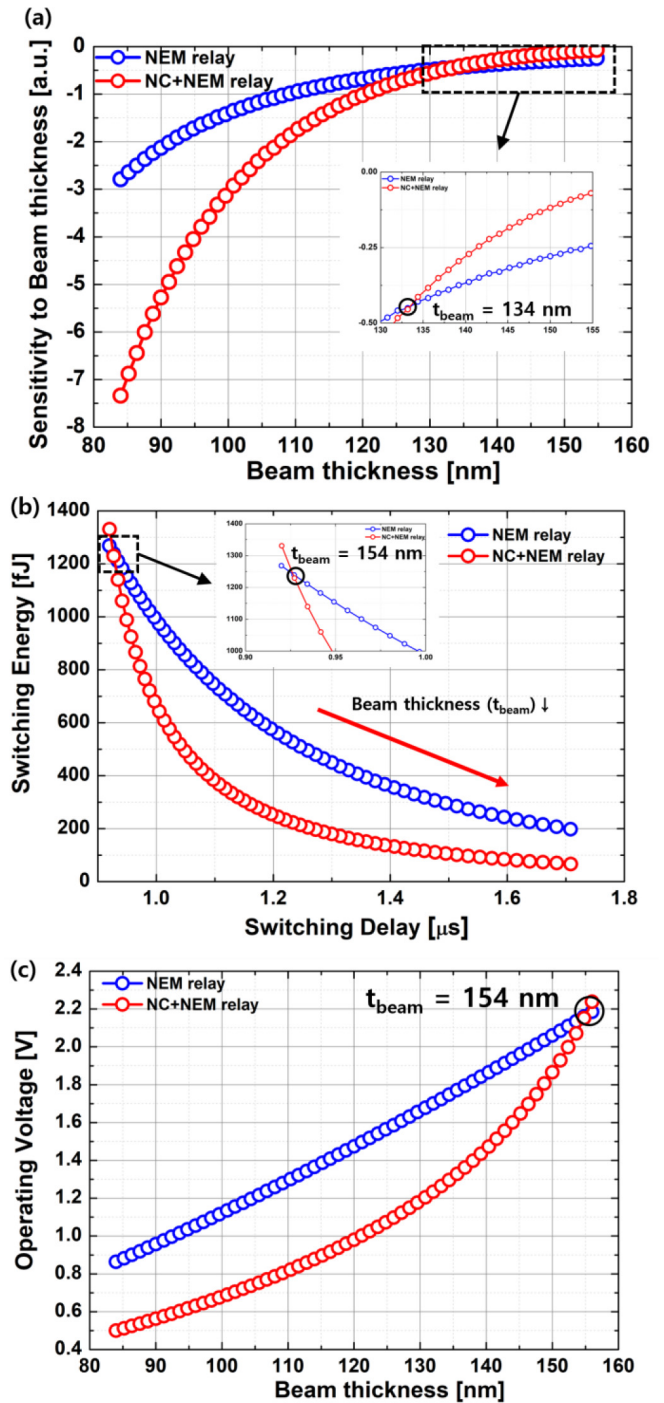 (a)
NEM relay
NC+NEM relay
Sensitivity to Beam thickness [a.u.]
0
-1
-2
-3
-4
-5
-6
-7
-8
80 90 100 110 120 130 140 150 160
Beam thickness [nm]
0.00
-0.25
-0.50
NEM relay
NC+NEM relay
t_beam = 134 nm
130 135 140 145 150 155
(b)
1400
1200
1000
800
600
400
200
0
Switching Energy [fJ]
NEM relay
NC+NEM relay
1400
1300
1200
1100
1000
NEM relay
NC+NEM relay
t_beam = 154 nm
0.90 0.95 1.00
Beam thickness (t_beam) ↓
1.0 1.2 1.4 1.6 1.8
Switching Delay [μs]
(c)
2.4
2.2
2.0
1.8
1.6
1.4
1.2
1.0
0.8
0.6
0.4
Operating Voltage [V]
NEM relay
NC+NEM relay
t_beam = 154 nm
80 90 100 110 120 130 140 150 160
Beam thickness [nm]